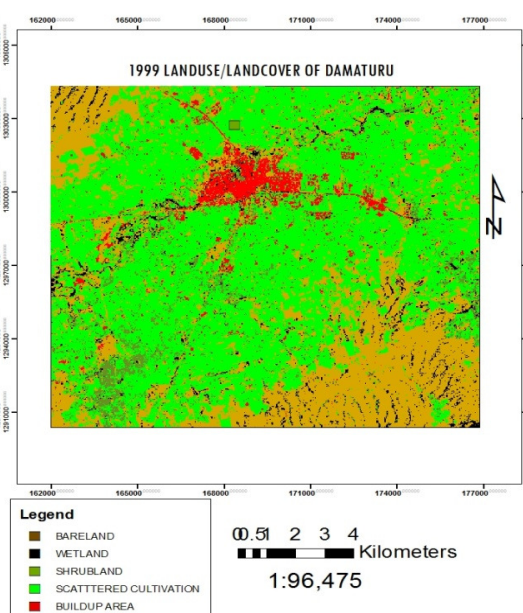 162000 165000 168000 171000 174000 177000
1999 LANDUSE/LANDCOVER OF DAMATURU
1306000
1303000
1300000
1297000
1294000
1291000
N
162000 165000 168000 171000 174000 177000
Legend
BARELAND
WETLAND
SHRUBLAND
SCATTTERED CULTIVATION
BUILDUP AREA
0 0.5 1 2 3 4
Kilometers
1:96,475